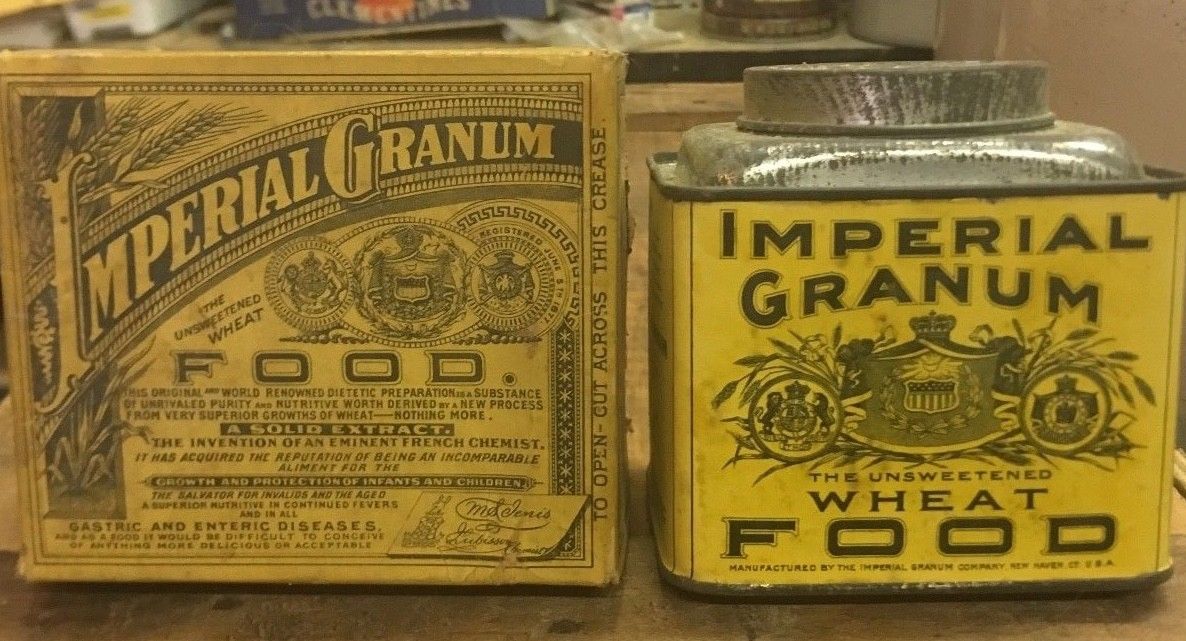 CLEMENTINES
IMPERIAL GRANUM
REGISTERED JUNE 5TH
THE
UNSWEETENED
WHEAT
FOOD.
THIS ORIGINAL AND WORLD RENOWNED DIETETIC PREPARATION IS A SUBSTANCE
OF UNRIVALED PURITY AND NUTRITIVE WORTH DERIVED BY A NEW PROCESS
FROM VERY SUPERIOR GROWTHS OF WHEAT—NOTHING MORE.
A SOLID EXTRACT.
THE INVENTION OF AN EMINENT FRENCH CHEMIST.
IT HAS ACQUIRED THE REPUTATION OF BEING AN INCOMPARABLE
ALIMENT FOR THE
GROWTH AND PROTECTION OF INFANTS AND CHILDREN,
THE SALVATOR FOR INVALIDS AND THE AGED
A SUPERIOR NUTRITIVE IN CONTINUED FEVERS
AND IN ALL
GASTRIC AND ENTERIC DISEASES,
AND AS A FOOD IT WOULD BE DIFFICULT TO CONCEIVE
OF ANYTHING MORE DELICIOUS OR ACCEPTABLE
TO OPEN-CUT ACROSS THIS CREASE.
IMPERIAL
GRANUM
THE UNSWEETENED
WHEAT
FOOD
MANUFACTURED BY THE IMPERIAL GRANUM COMPANY, NEW HAVEN, CT. U.S.A.